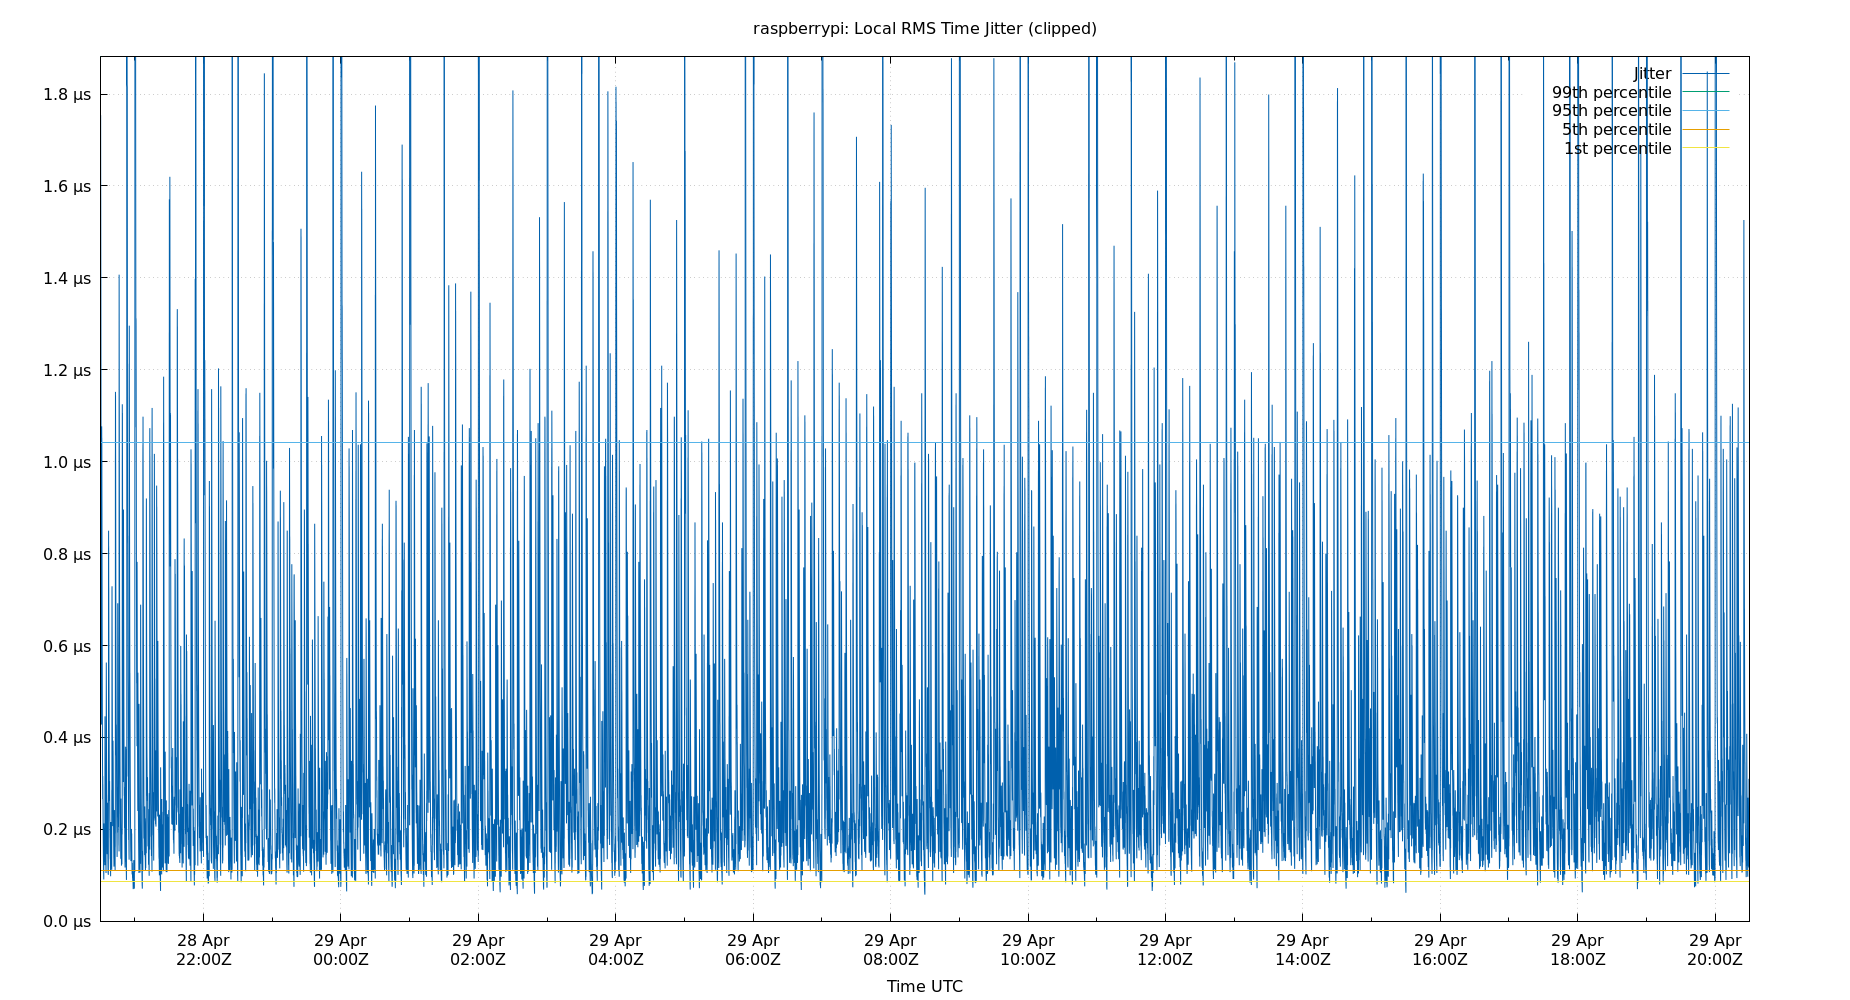 raspberrypi: Local RMS Time Jitter (clipped)
1.8 µs
1.6 µs
1.4 µs
1.2 µs
1.0 µs
0.8 µs
0.6 µs
0.4 µs
0.2 µs
0.0 µs
Jitter
99th percentile
95th percentile
5th percentile
1st percentile
28 Apr 29 Apr 29 Apr 29 Apr 29 Apr 29 Apr 29 Apr 29 Apr 29 Apr 29 Apr 29 Apr 29 Apr
22:00Z 00:00Z 02:00Z 04:00Z 06:00Z 08:00Z 10:00Z 12:00Z 14:00Z 16:00Z 18:00Z 20:00Z
Time UTC